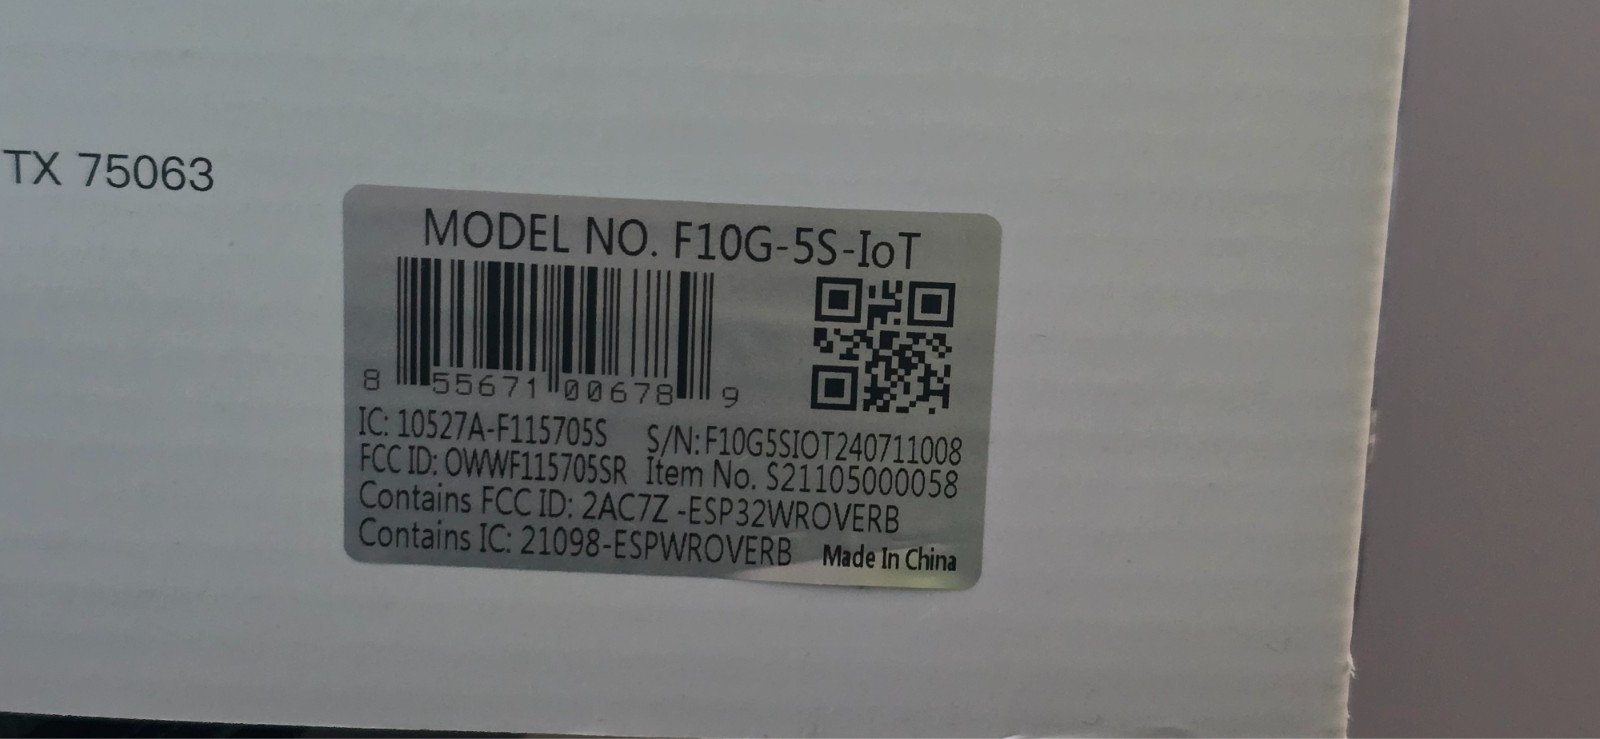 TX 75063
MODEL NO. F10G-5S-IoT
8 55671 00678 9
IC: 10527A-F115705S S/N: F10G5SIOT240711008
FCC ID: OWWF115705SR Item No. S21105000058
Contains FCC ID: 2AC7Z -ESP32WROVERB
Contains IC: 21098-ESPWROVERB Made In China